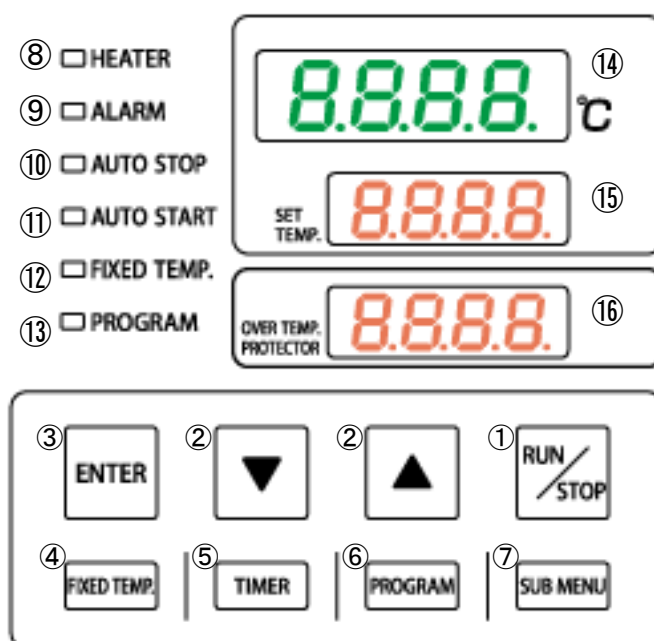 ⑧ HEATER
⑨ ALARM
⑩ AUTO STOP
⑪ AUTO START
⑫ FIXED TEMP.
⑬ PROGRAM
8.8.8.8. ℃ ⑭
SET
TEMP. 8.8.8.8. ⑮
OVER TEMP.
PROTECTOR 8.8.8.8. ⑯
③ ENTER ② ▼ ② ▲ ① RUN/STOP
④ FIXED TEMP. ⑤ TIMER ⑥ PROGRAM ⑦ SUB MENU